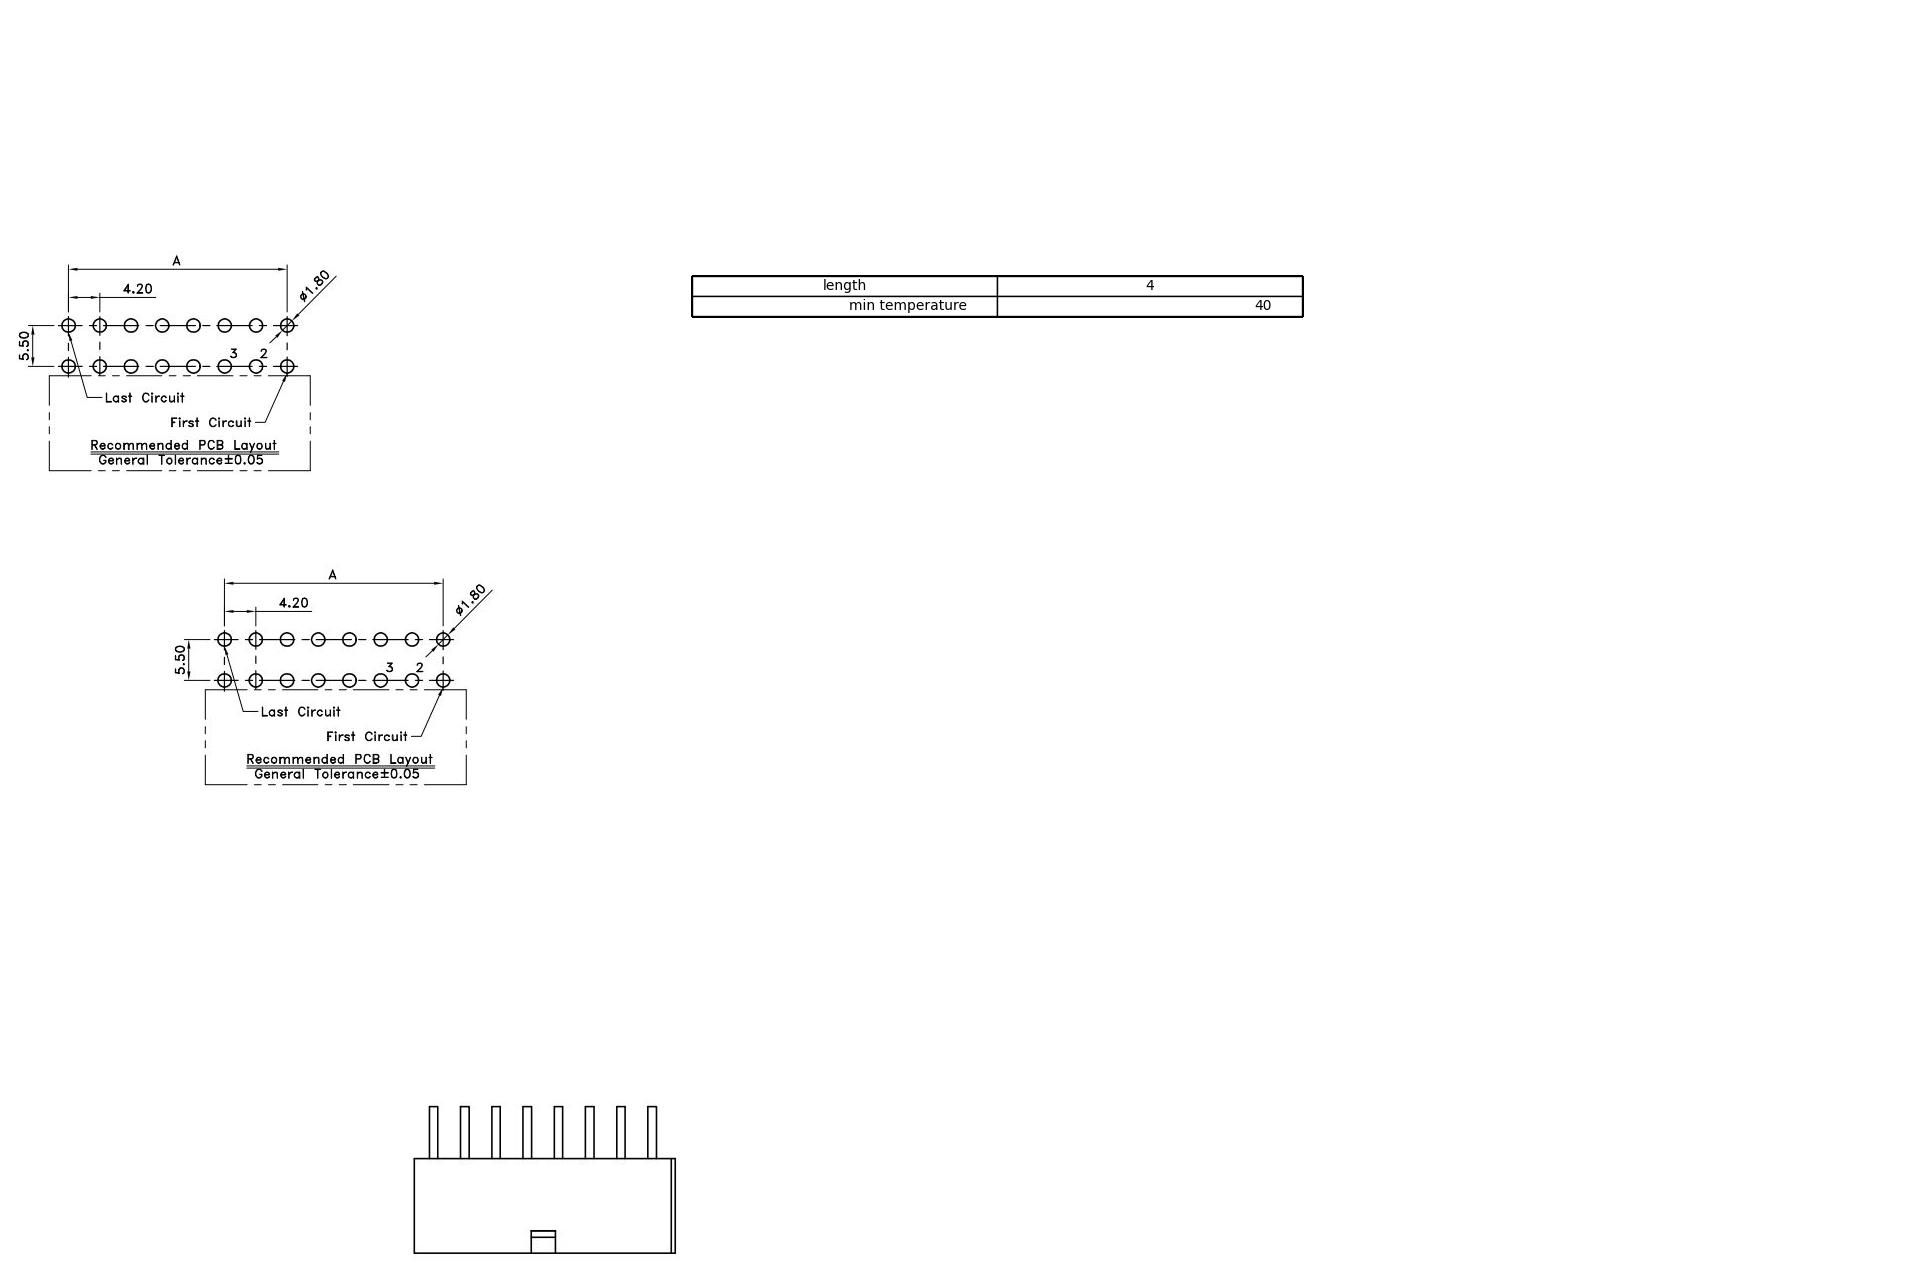 A
4.20
ø1.80
5.50
3 2
Last Circuit
First Circuit
Recommended PCB Layout
General Tolerance±0.05
length 4
min temperature 40
A
4.20
ø1.80
5.50
3 2
Last Circuit
First Circuit
Recommended PCB Layout
General Tolerance±0.05